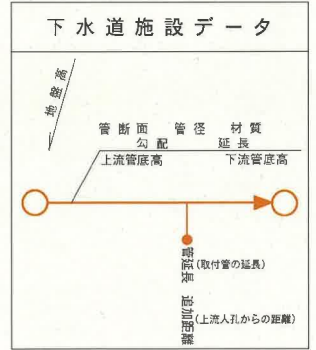 下水道施設データ
地盤高
管断面 管径 材質
勾配 延長
上流管底高 下流管底高
管延長 (取付管の延長)
追加距離 (上流人孔からの距離)